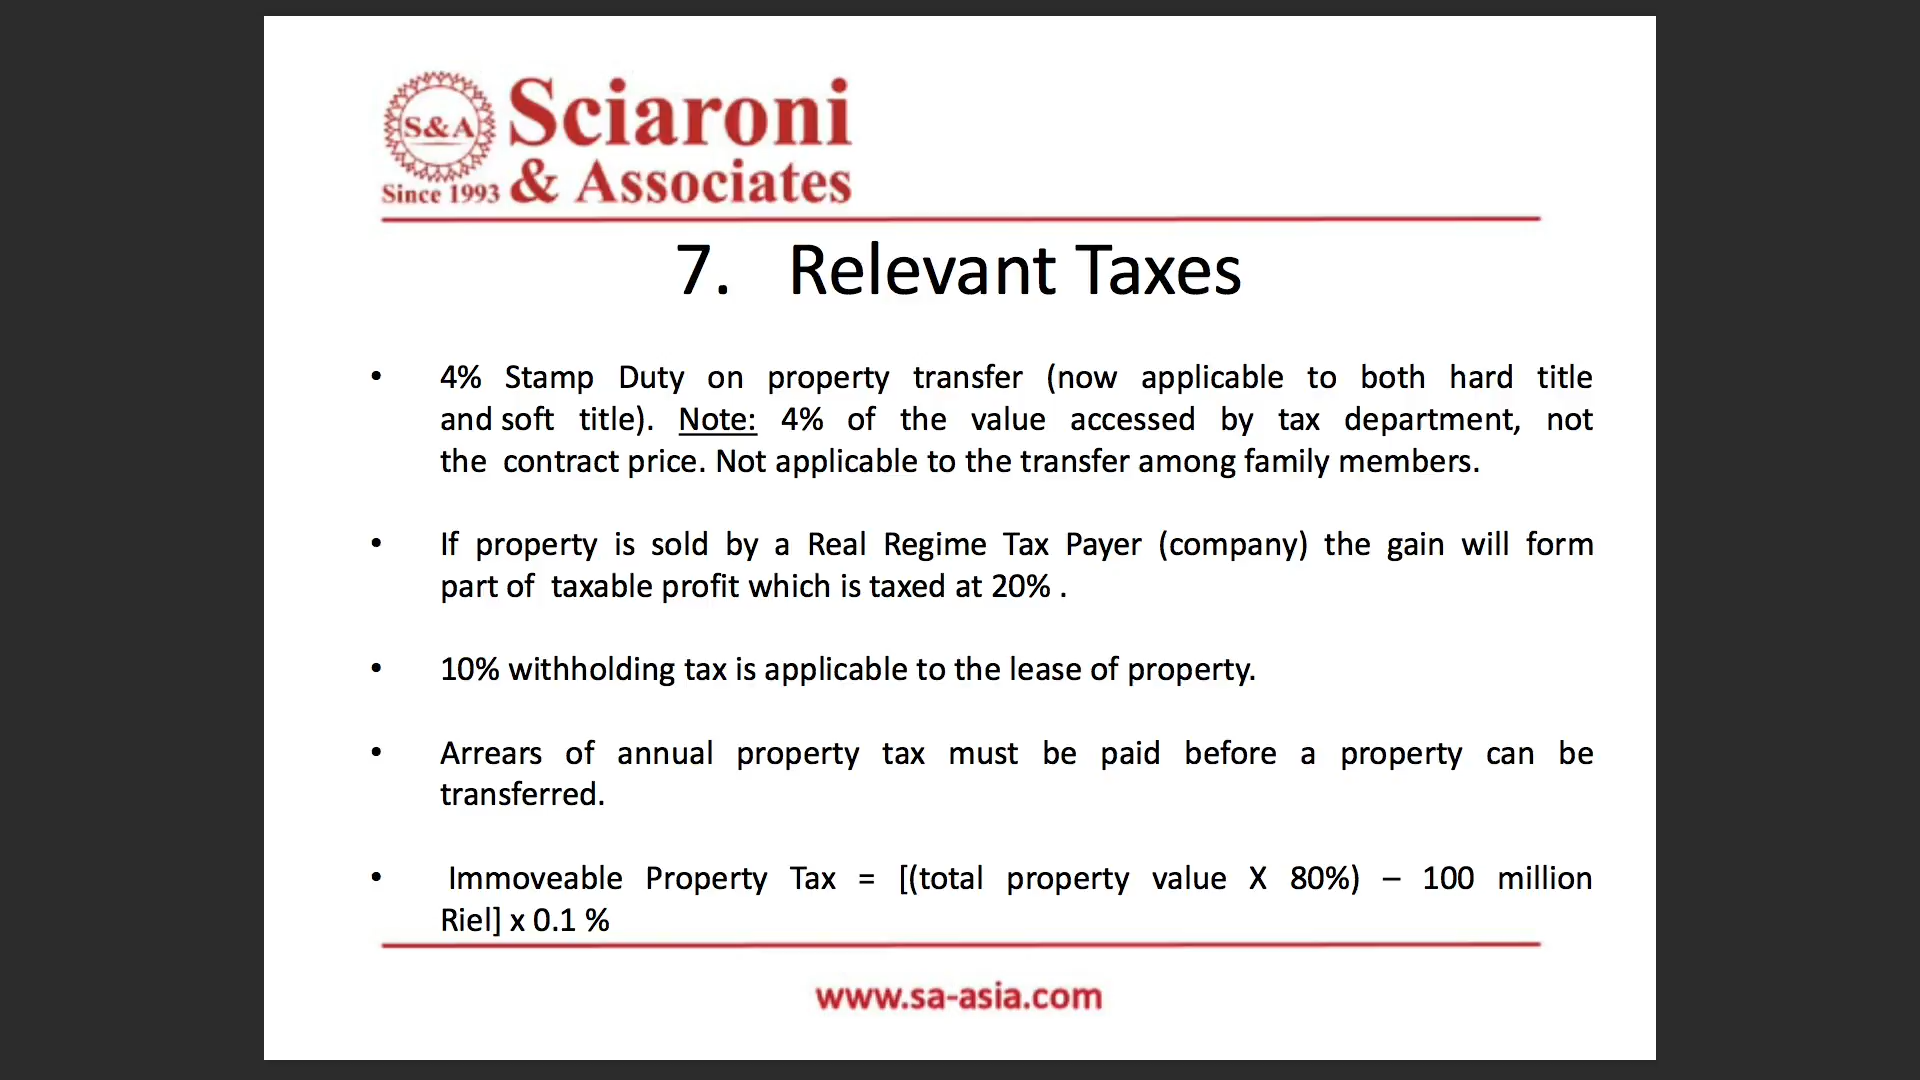 S&A
Since 1993
Sciaroni
& Associates
7. Relevant Taxes
• 4% Stamp Duty on property transfer (now applicable to both hard title
and soft title). Note: 4% of the value accessed by tax department, not
the contract price. Not applicable to the transfer among family members.
• If property is sold by a Real Regime Tax Payer (company) the gain will form
part of taxable profit which is taxed at 20% .
• 10% withholding tax is applicable to the lease of property.
• Arrears of annual property tax must be paid before a property can be
transferred.
• Immoveable Property Tax = [(total property value X 80%) – 100 million
Riel] x 0.1 %
www.sa-asia.com